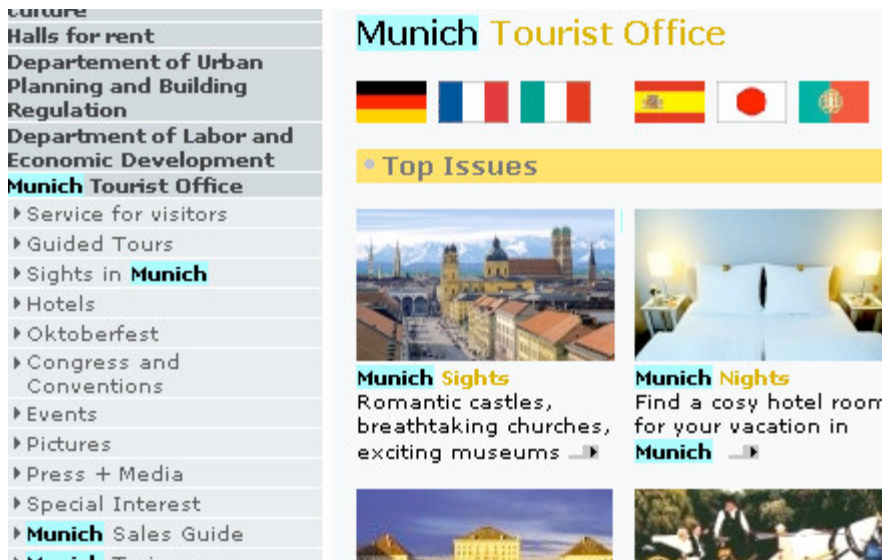 Halls for rent
Departement of Urban
Planning and Building
Regulation
Department of Labor and
Economic Development
Munich Tourist Office
Service for visitors
Guided Tours
Sights in Munich
Hotels
Oktoberfest
Congress and
Conventions
Events
Pictures
Press + Media
Special Interest
Munich Sales Guide
Munich Tourist Office
Top Issues
Munich Sights
Romantic castles,
breathtaking churches,
exciting museums
Munich Nights
Find a cosy hotel room
for your vacation in
Munich